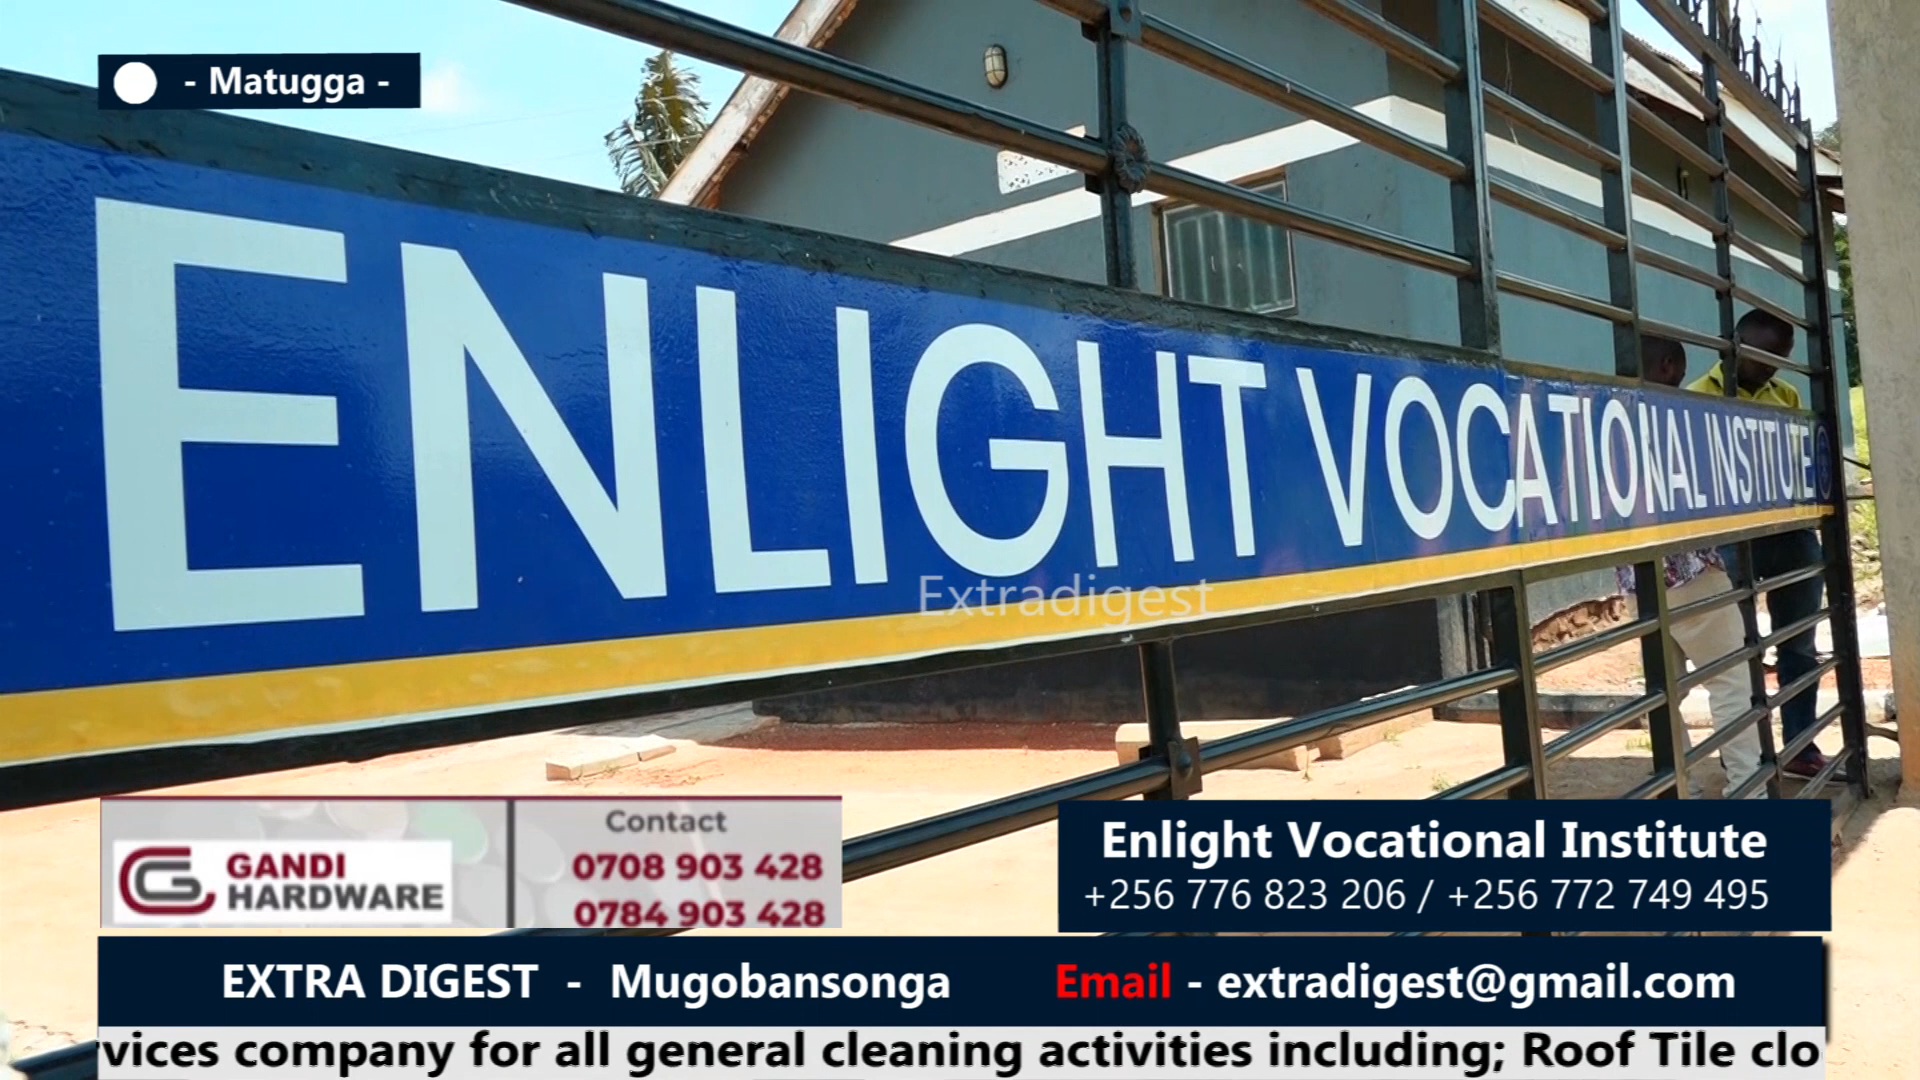 - Matugga -
ENLIGHT VOCATIONAL INSTITUTE
Extradigest
Contact
GANDI
HARDWARE
0708 903 428
0784 903 428
Enlight Vocational Institute
+256 776 823 206 / +256 772 749 495
EXTRA DIGEST - Mugobansonga
Email - extradigest@gmail.com
vices company for all general cleaning activities including; Roof Tile clo